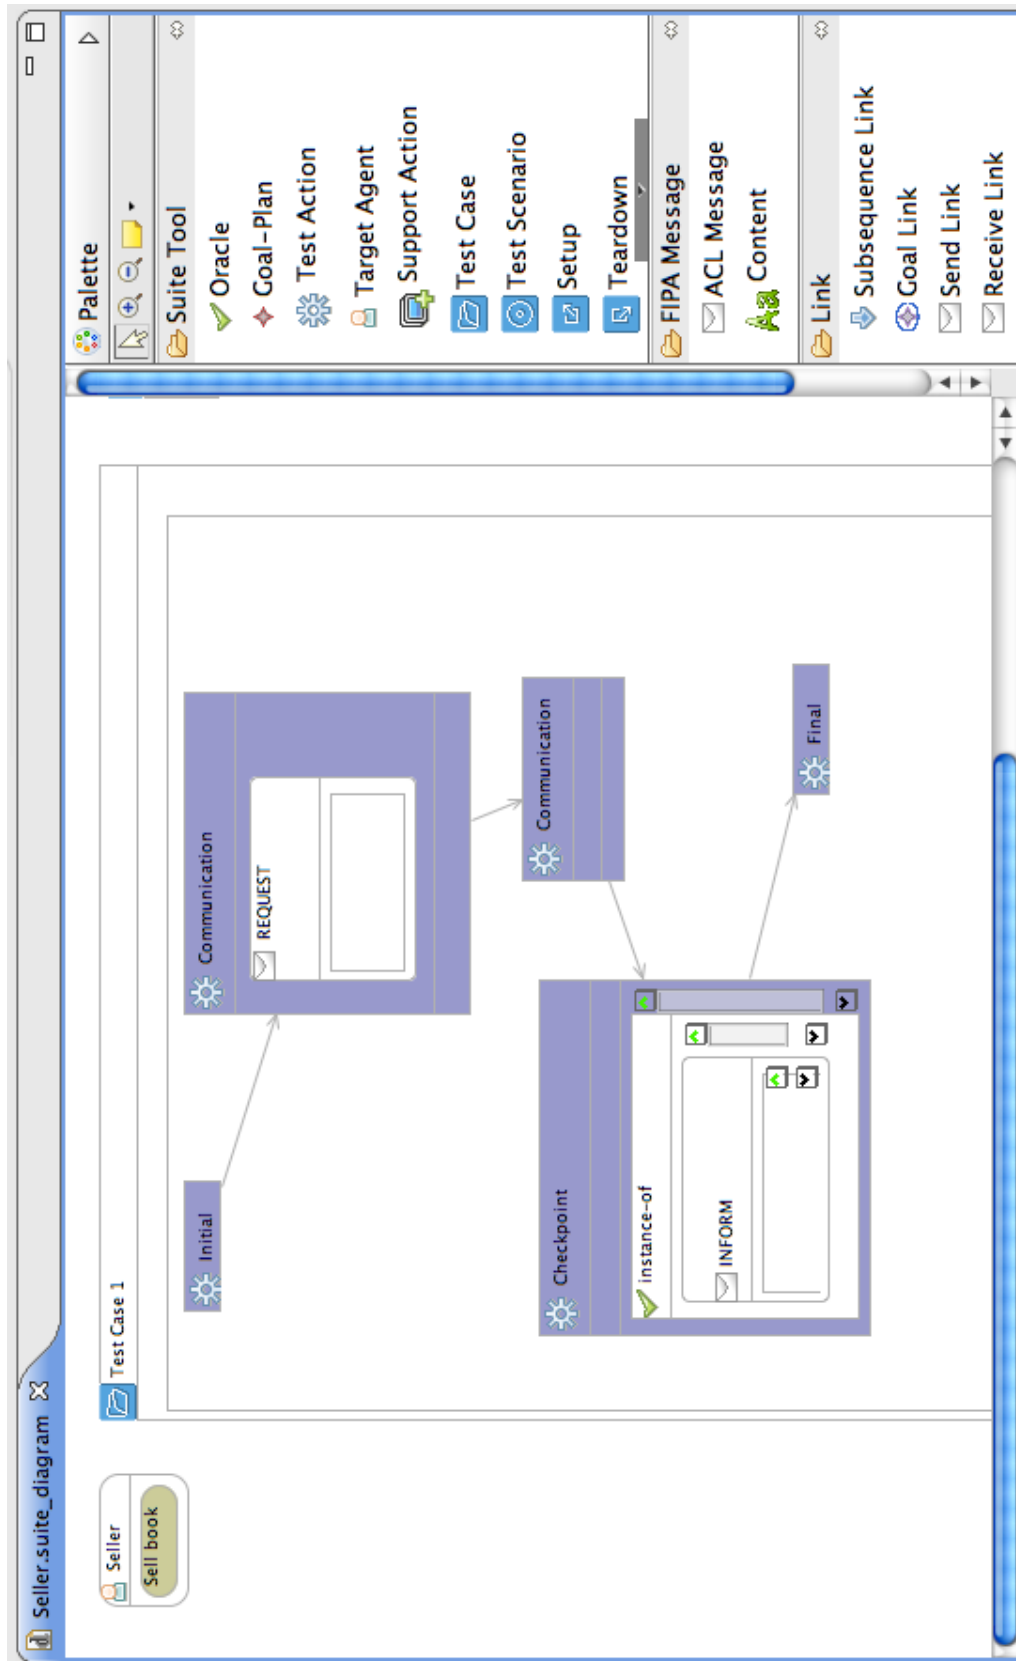 Seller.suite_diagram
Seller
Sell book
Test Case 1
Initial
Communication
REQUEST
Communication
Checkpoint
instance-of
INFORM
Final
Palette
Suite Tool
Oracle
Goal-Plan
Test Action
Target Agent
Support Action
Test Case
Test Scenario
Setup
Teardown
FIPA Message
ACL Message
Aa Content
Link
Subsequence Link
Goal Link
Send Link
Receive Link